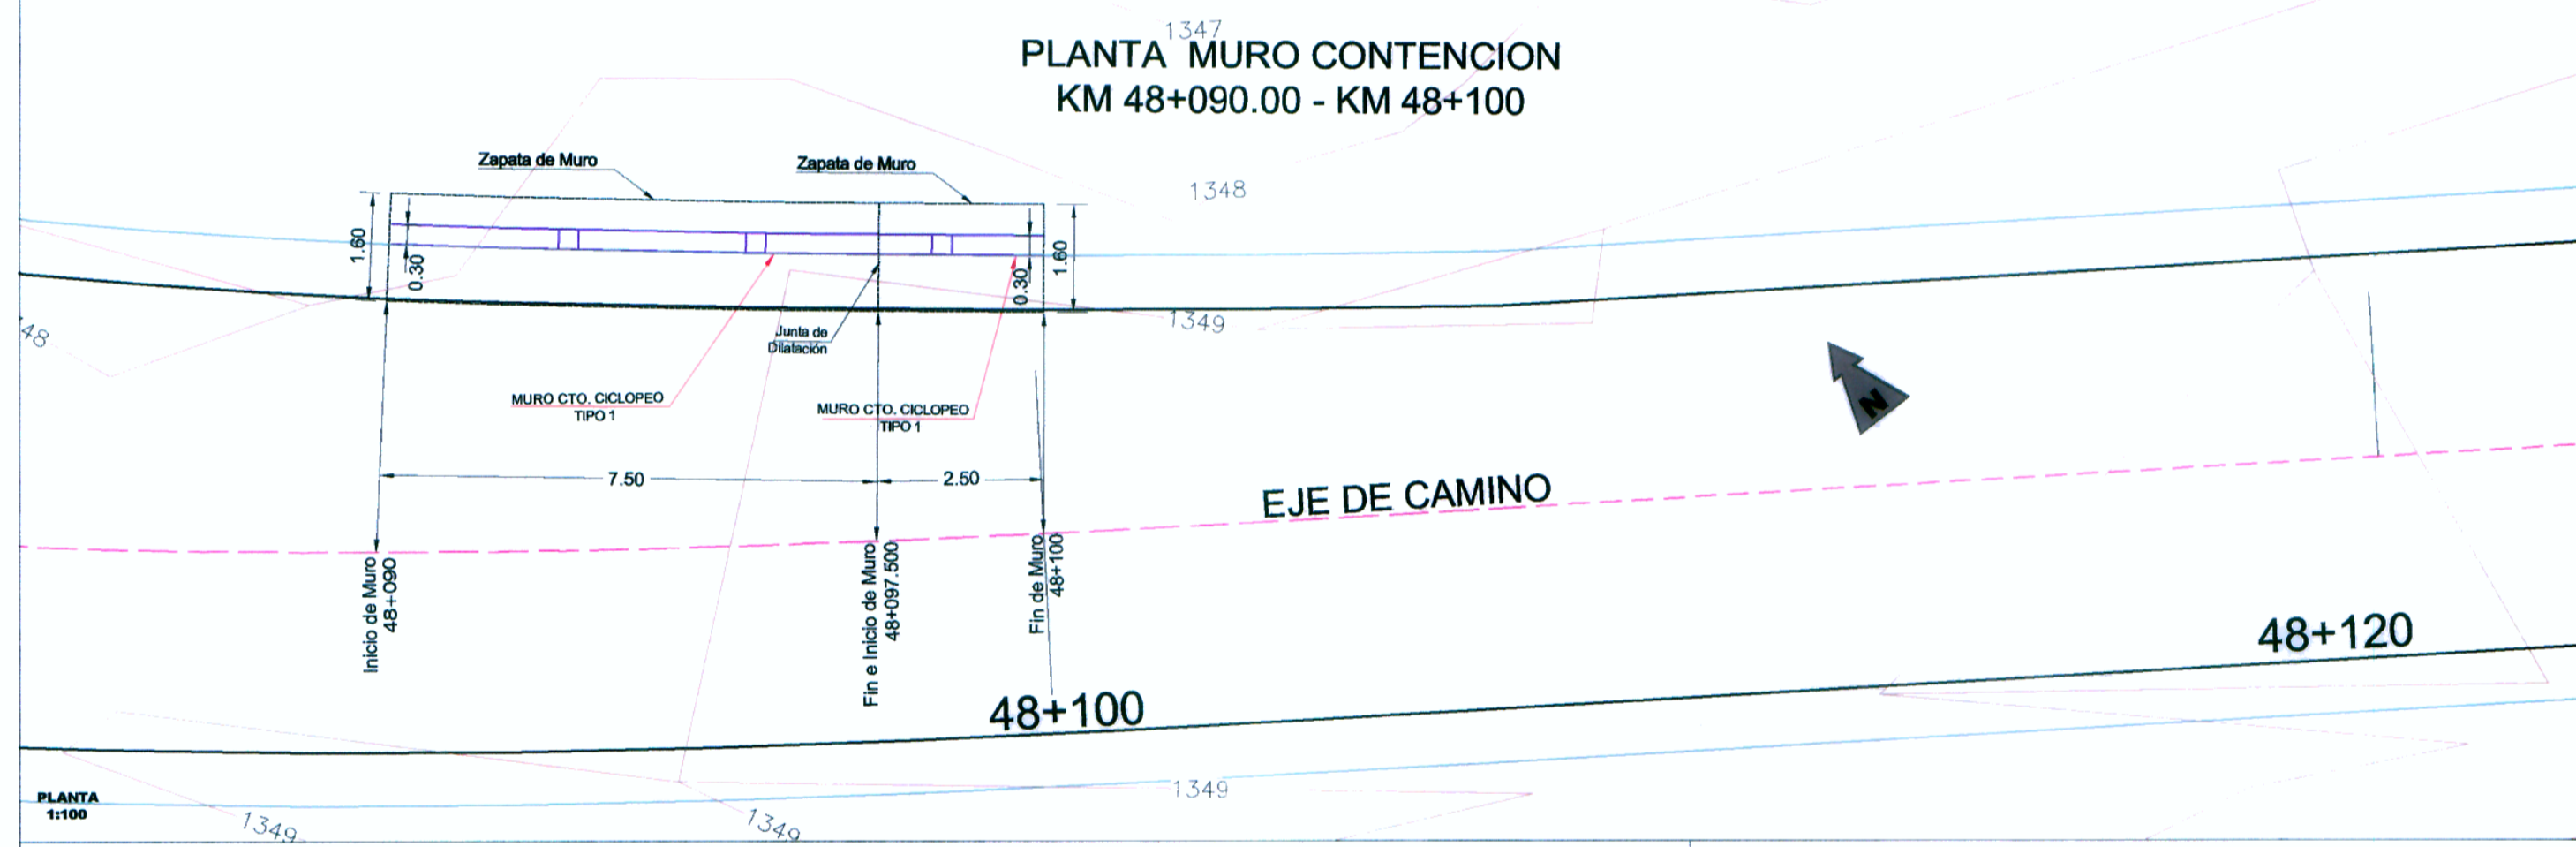 1347
PLANTA MURO CONTENCION
KM 48+090.00 - KM 48+100
Zapata de Muro
Zapata de Muro
1348
1.60
0.30
0.30
1.60
1349
48
Junta de
Dilatación
MURO CTO. CICLOPEO
TIPO 1
MURO CTO. CICLOPEO
TIPO 1
N
7.50
2.50
EJE DE CAMINO
Inicio de Muro
48+090
Fin e Inicio de Muro
48+097.500
Fin de Muro
48+100
48+120
48+100
1349
PLANTA
1:100
1349
1349